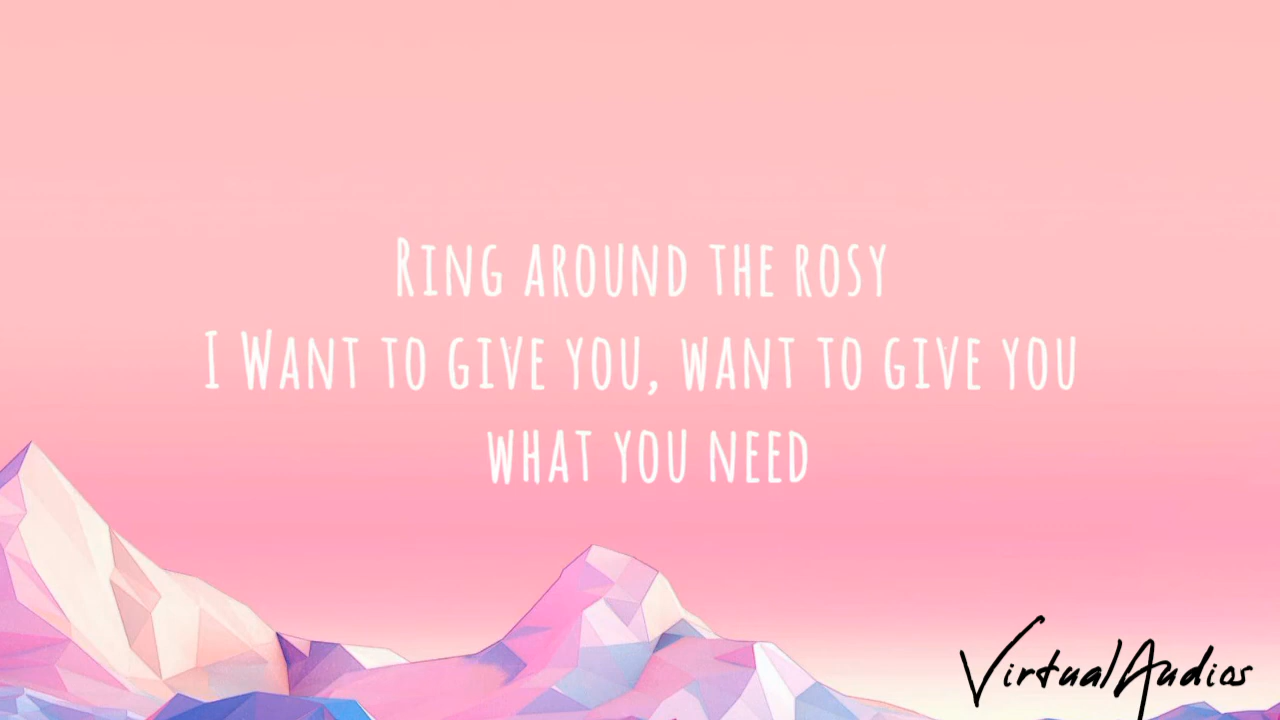 Ring around the rosy
I Want to give you, want to give you
what you need
VirtualAudios